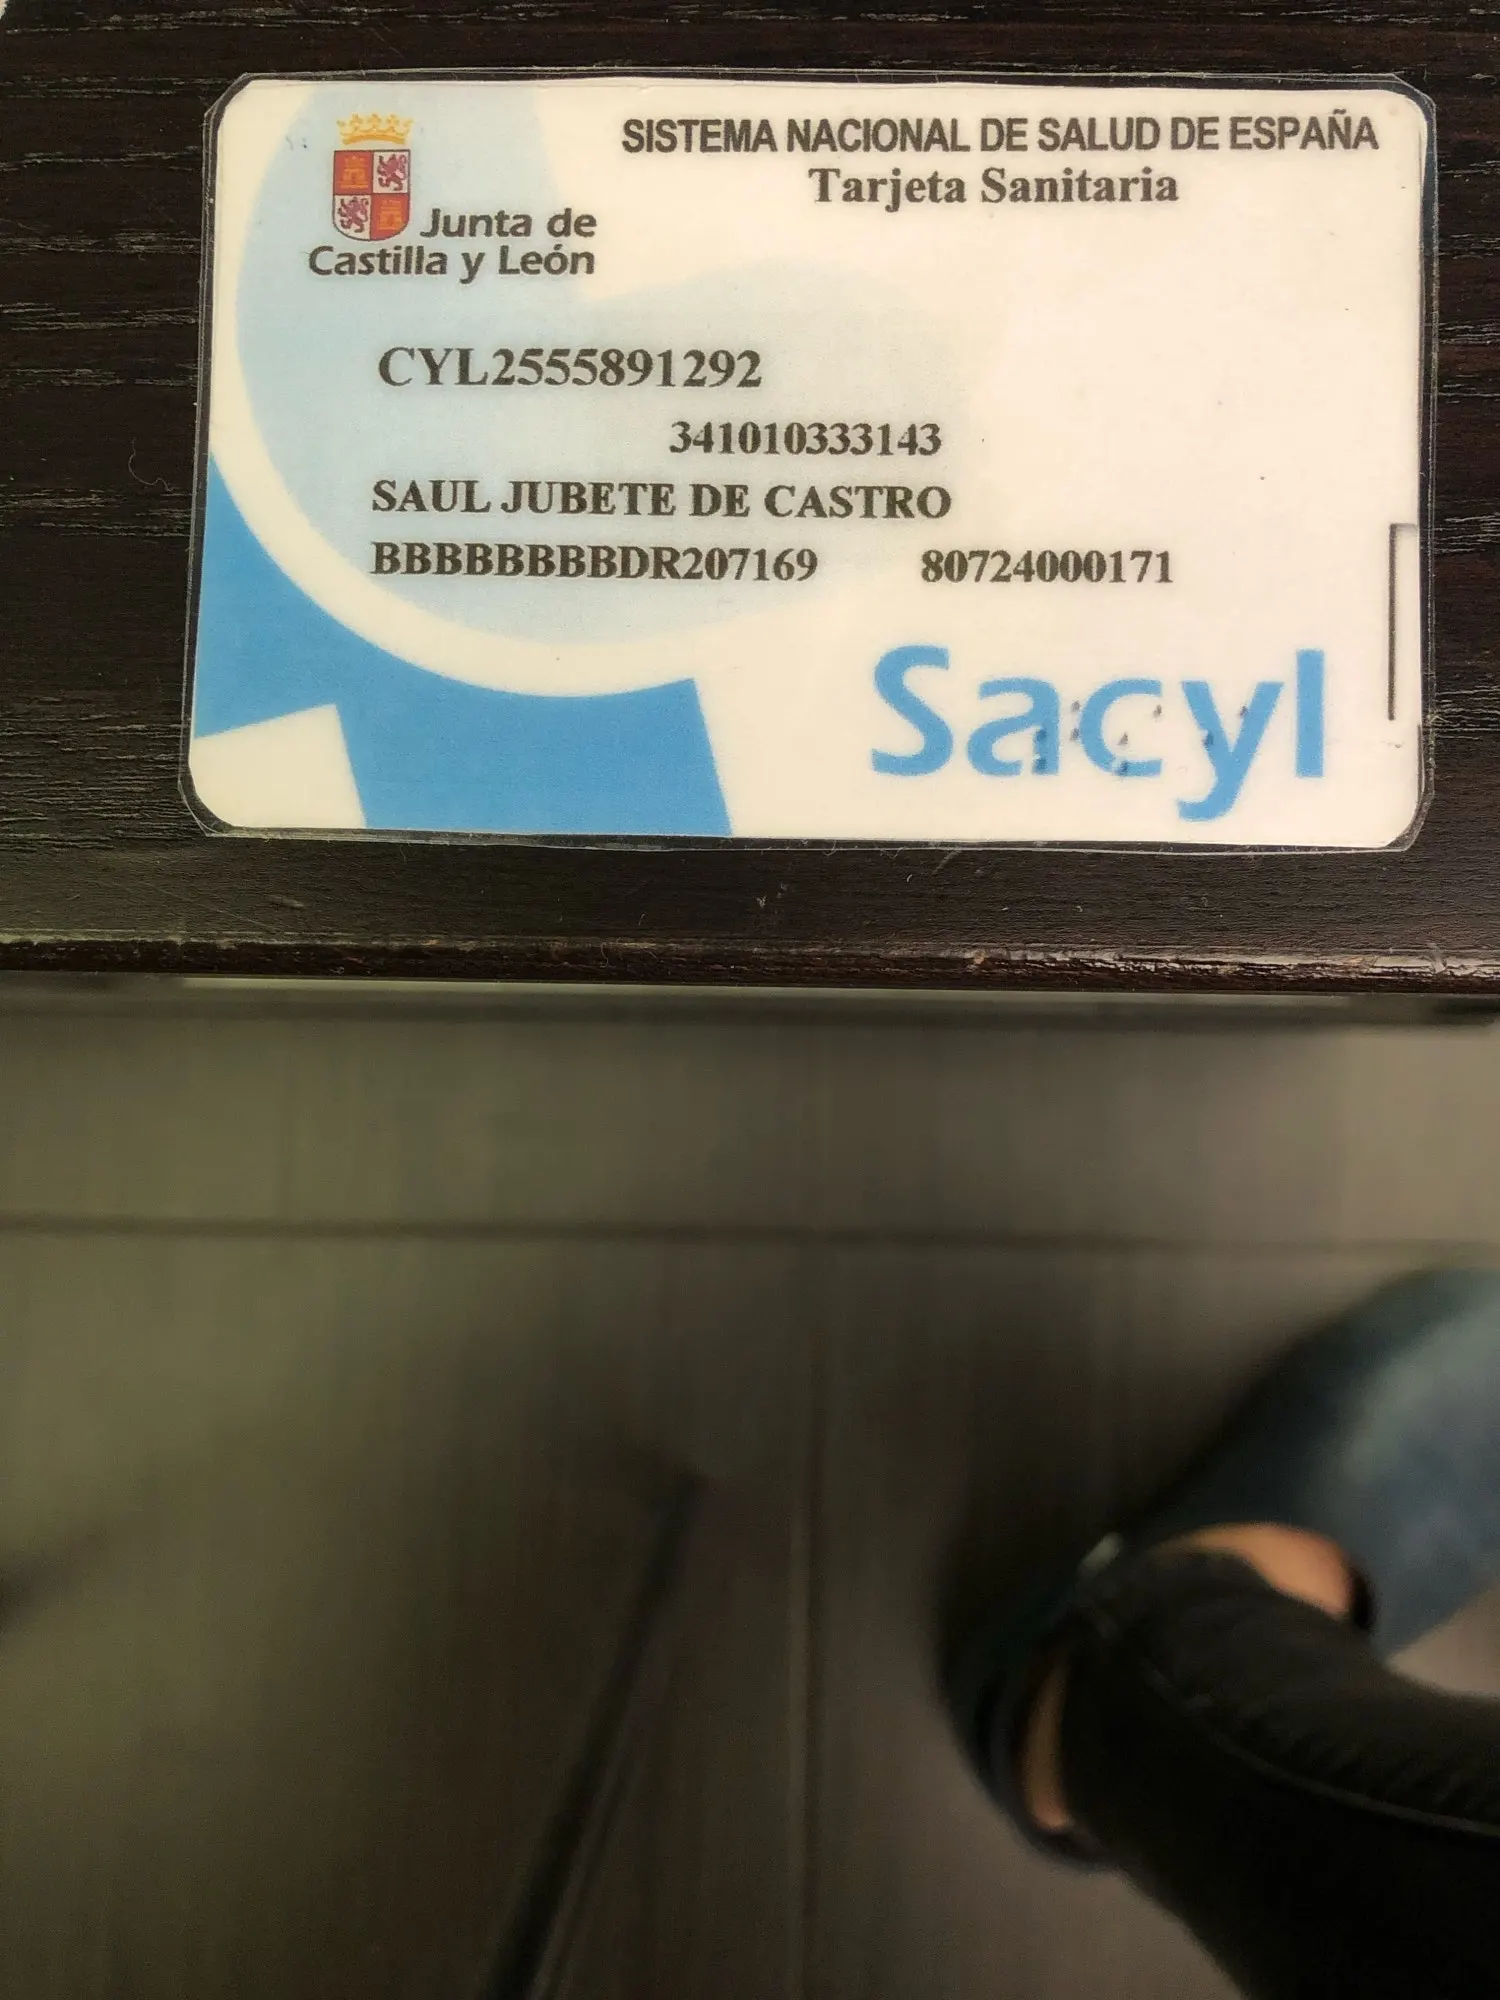 SISTEMA NACIONAL DE SALUD DE ESPAÑA
Tarjeta Sanitaria
Junta de
Castilla y León
CYL2555891292
341010333143
SAUL JUBETE DE CASTRO
BBBBBBBBDR207169 80724000171
Sacyl